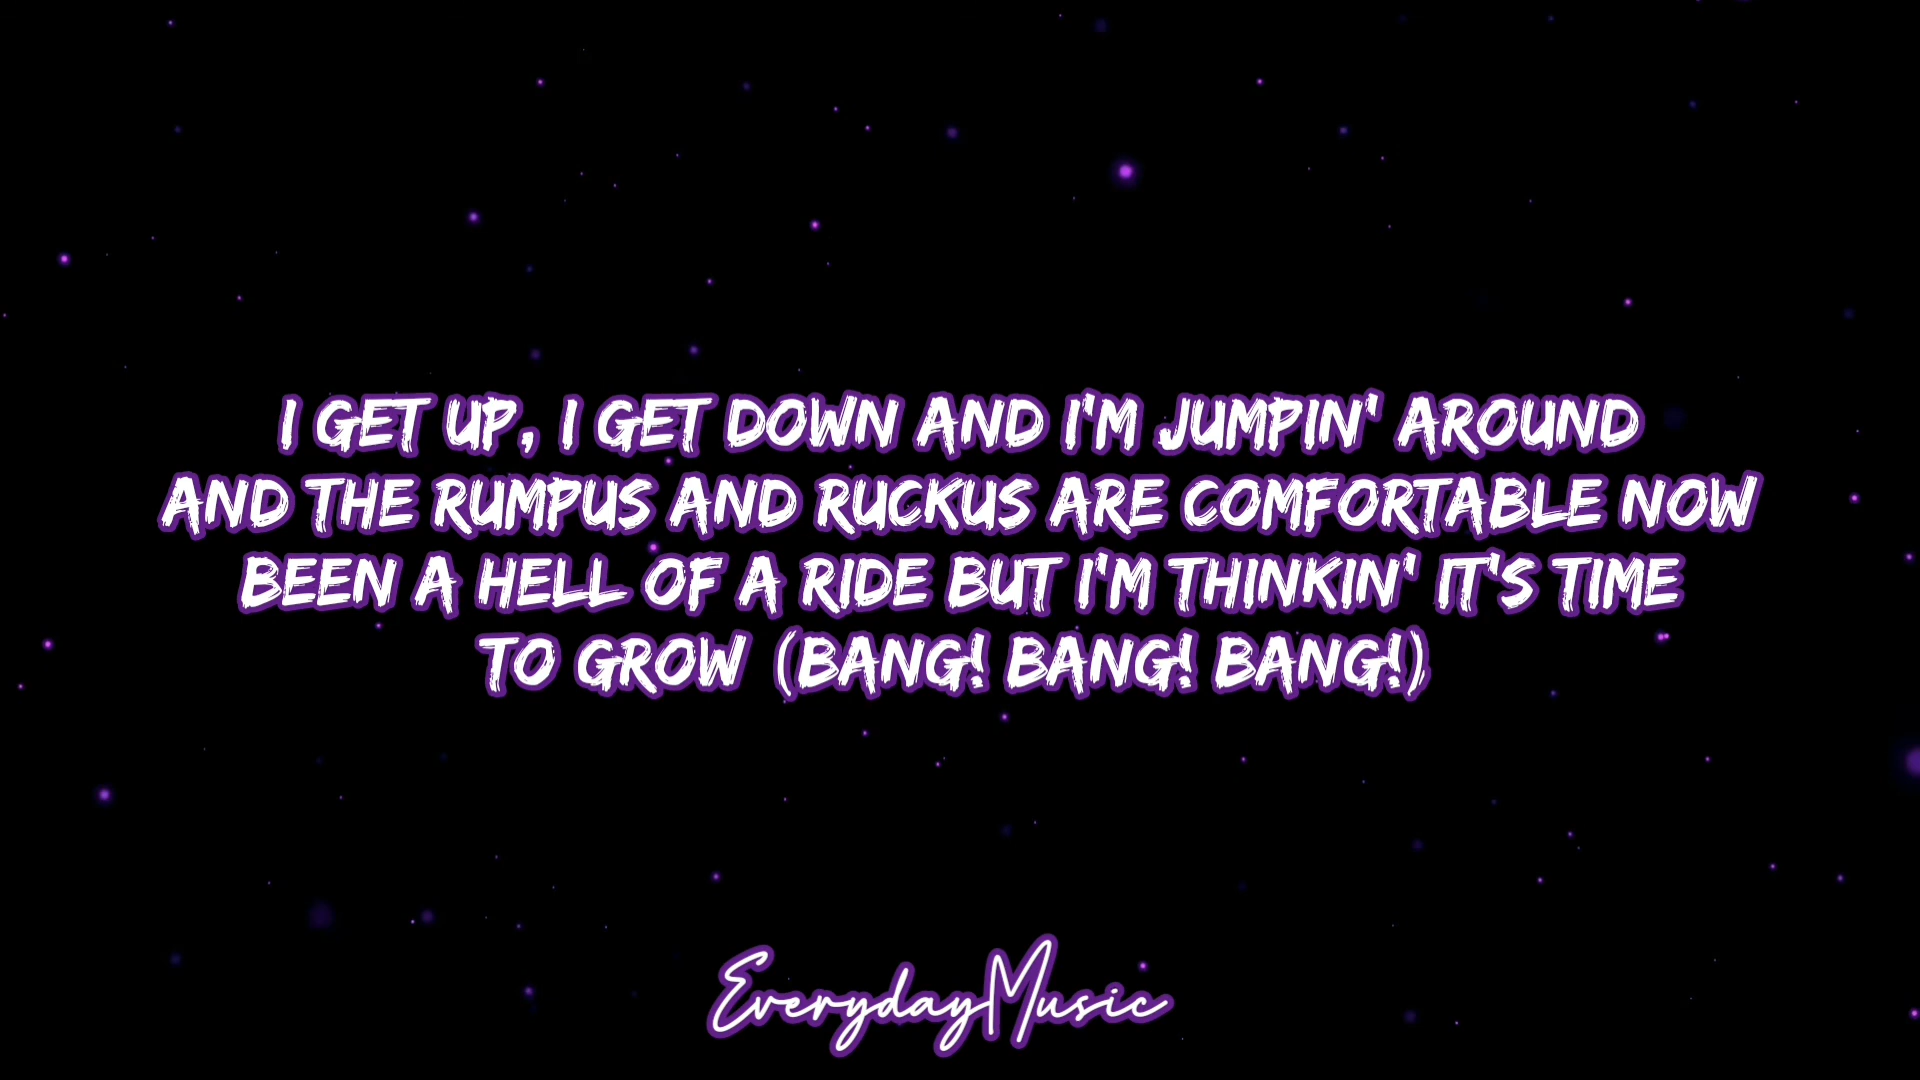 I GET UP, I GET DOWN AND I'M JUMPIN' AROUND
AND THE RUMPUS AND RUCKUS ARE COMFORTABLE NOW
BEEN A HELL OF A RIDE BUT I'M THINKIN' IT'S TIME
TO GROW (BANG! BANG! BANG!)
EverydayMusic